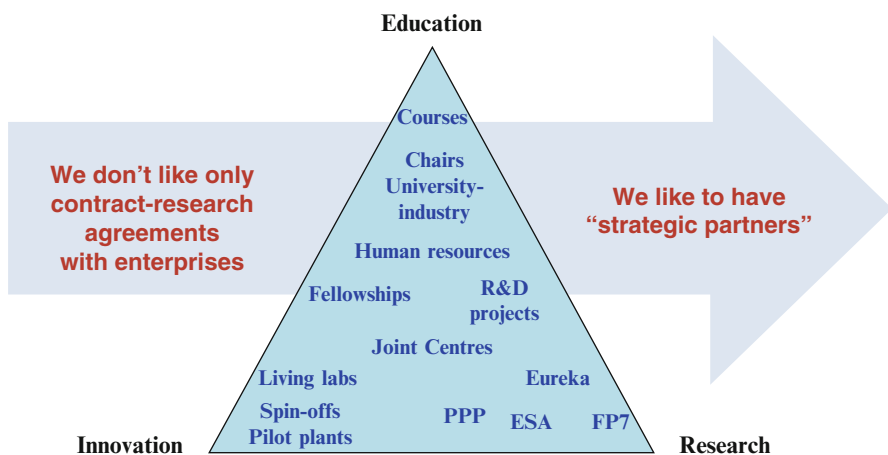 Education
Courses
Chairs
University-
industry
We don't like only
contract-research
agreements
with enterprises
We like to have
“strategic partners”
Human resources
Fellowships
R&D
projects
Joint Centres
Living labs
Eureka
Spin-offs
Pilot plants
PPP
ESA
FP7
Innovation
Research